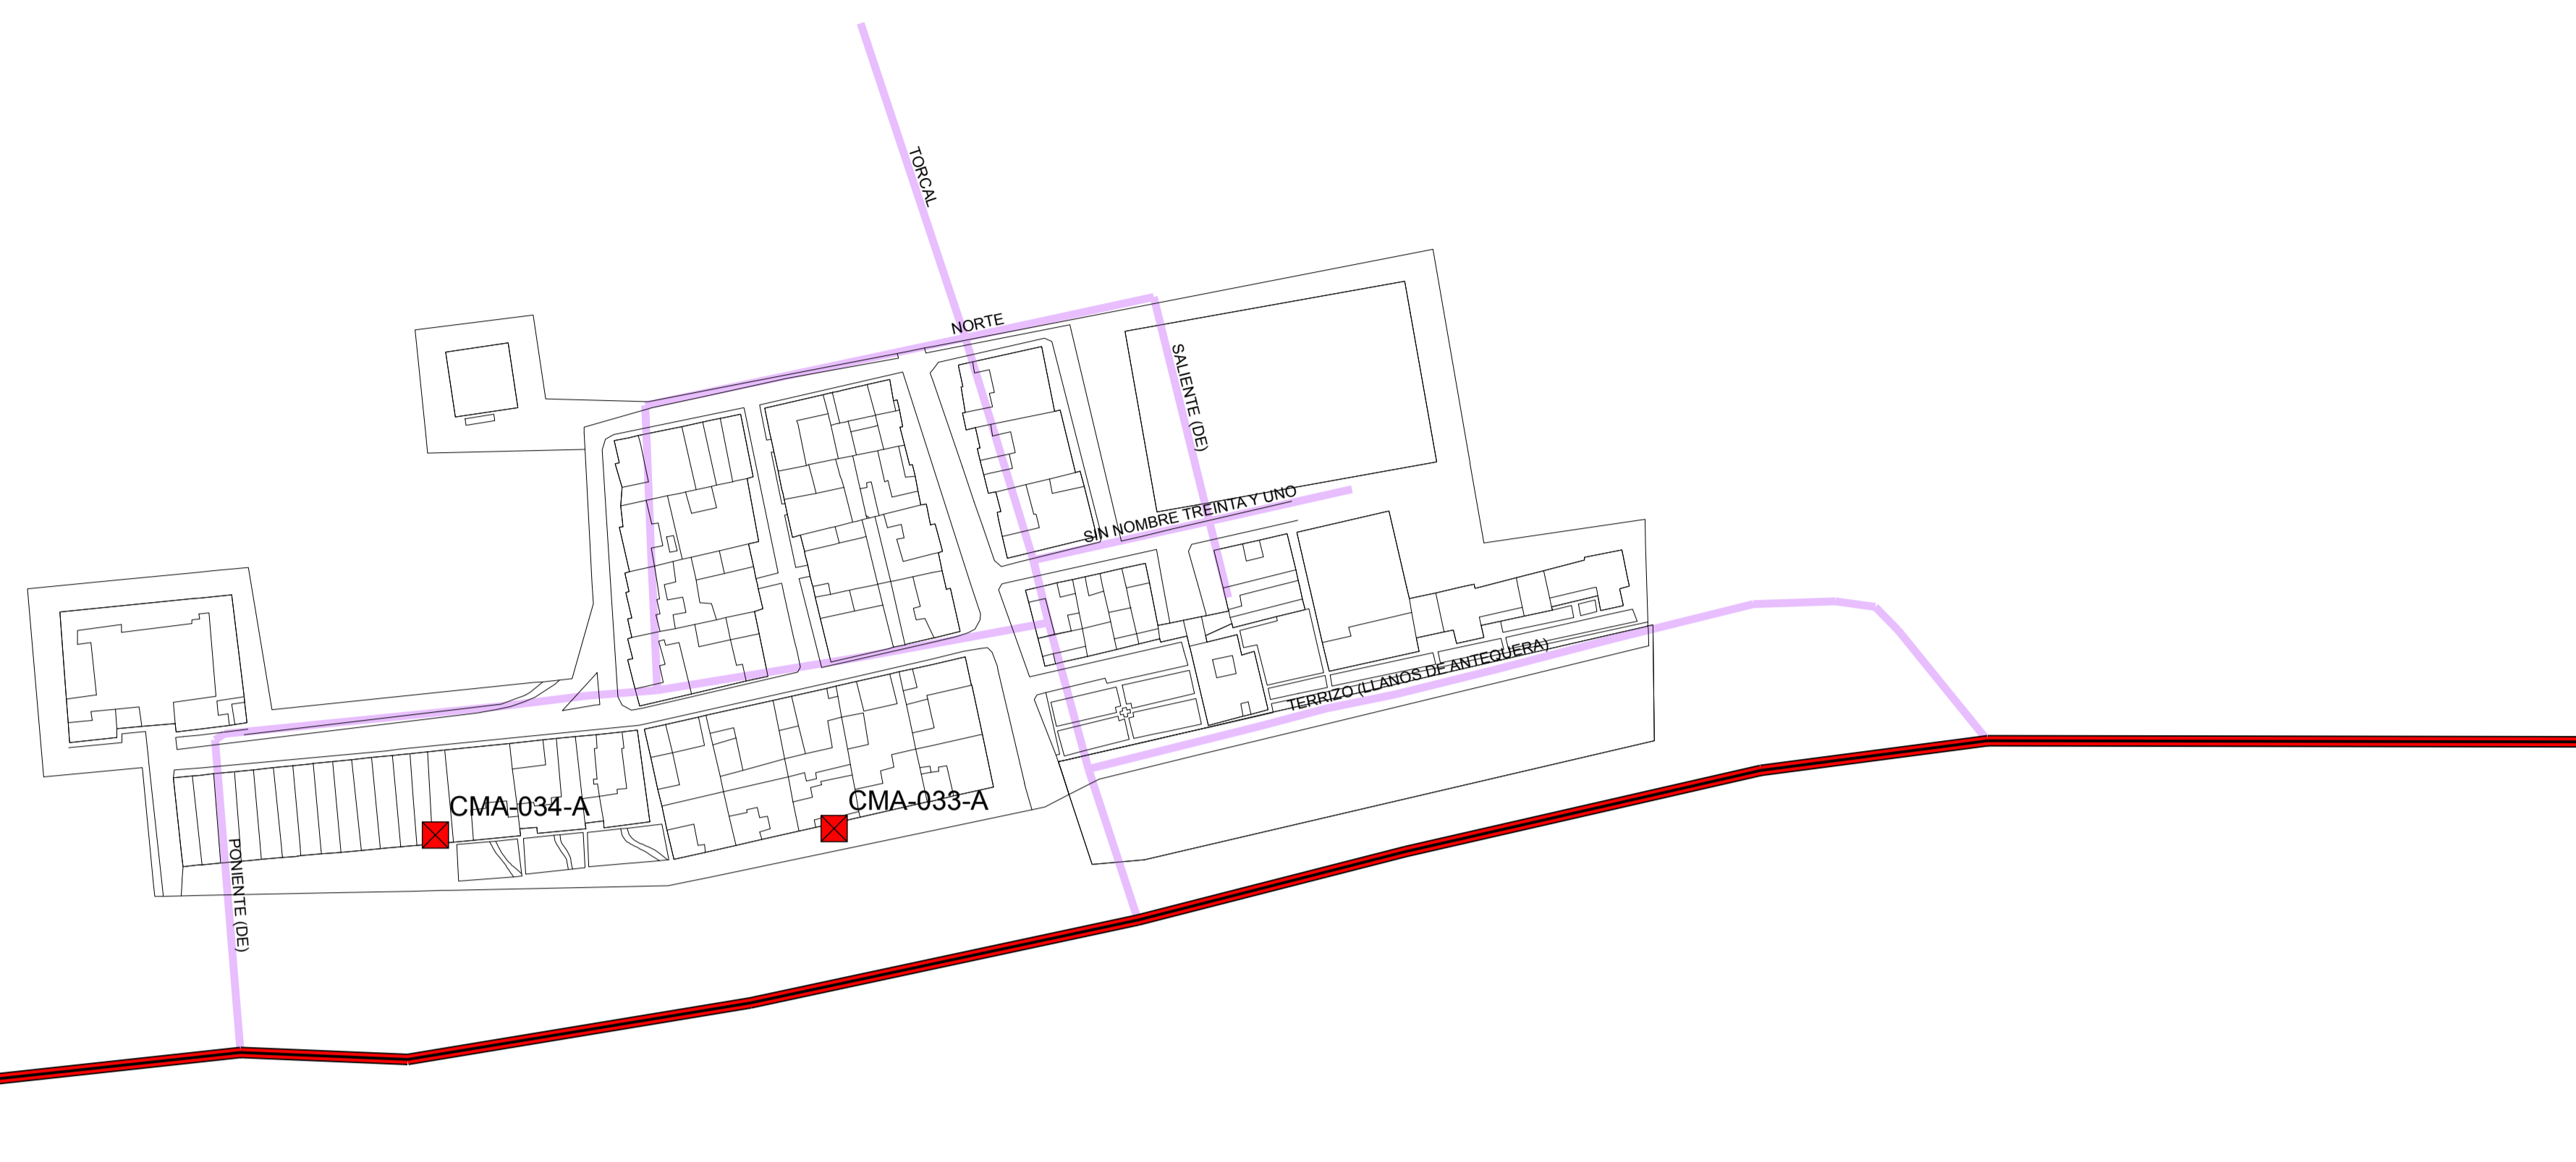 TORCAL
NORTE
SALIENTE (DE)
SIN NOMBRE TREINTA Y UNO
TERRIZO (LLANOS DE ANTEQUERA)
CMA-034-A
CMA-033-A
PONIENTE (DE)